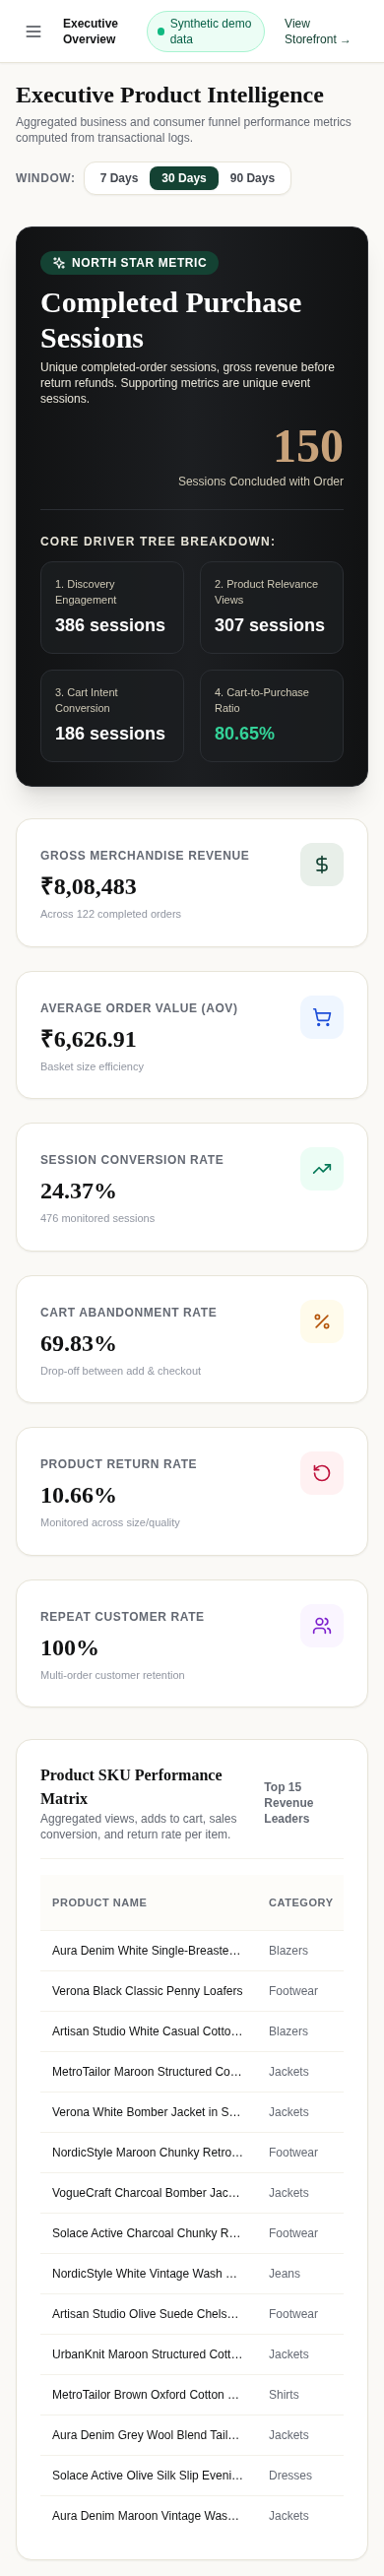 Executive
Overview
Synthetic demo
data
View
Storefront →
Executive Product Intelligence
Aggregated business and consumer funnel performance metrics
computed from transactional logs.
WINDOW:
7 Days
30 Days
90 Days
NORTH STAR METRIC
Completed Purchase
Sessions
Unique completed-order sessions, gross revenue before
return refunds. Supporting metrics are unique event
sessions.
150
Sessions Concluded with Order
CORE DRIVER TREE BREAKDOWN:
1. Discovery
Engagement
386 sessions
2. Product Relevance
Views
307 sessions
3. Cart Intent
Conversion
186 sessions
4. Cart-to-Purchase
Ratio
80.65%
GROSS MERCHANDISE REVENUE
₹8,08,483
Across 122 completed orders
AVERAGE ORDER VALUE (AOV)
₹6,626.91
Basket size efficiency
SESSION CONVERSION RATE
24.37%
476 monitored sessions
CART ABANDONMENT RATE
69.83%
Drop-off between add & checkout
PRODUCT RETURN RATE
10.66%
Monitored across size/quality
REPEAT CUSTOMER RATE
100%
Multi-order customer retention
Product SKU Performance
Matrix
Aggregated views, adds to cart, sales
conversion, and return rate per item.
Top 15
Revenue
Leaders
PRODUCT NAME CATEGORY
Aura Denim White Single-Breaste... Blazers
Verona Black Classic Penny Loafers Footwear
Artisan Studio White Casual Cotto... Blazers
MetroTailor Maroon Structured Co... Jackets
Verona White Bomber Jacket in S... Jackets
NordicStyle Maroon Chunky Retro... Footwear
VogueCraft Charcoal Bomber Jac... Jackets
Solace Active Charcoal Chunky R... Footwear
NordicStyle White Vintage Wash ... Jeans
Artisan Studio Olive Suede Chels... Footwear
UrbanKnit Maroon Structured Cott... Jackets
MetroTailor Brown Oxford Cotton ... Shirts
Aura Denim Grey Wool Blend Tail... Jackets
Solace Active Olive Silk Slip Eveni... Dresses
Aura Denim Maroon Vintage Was... Jackets